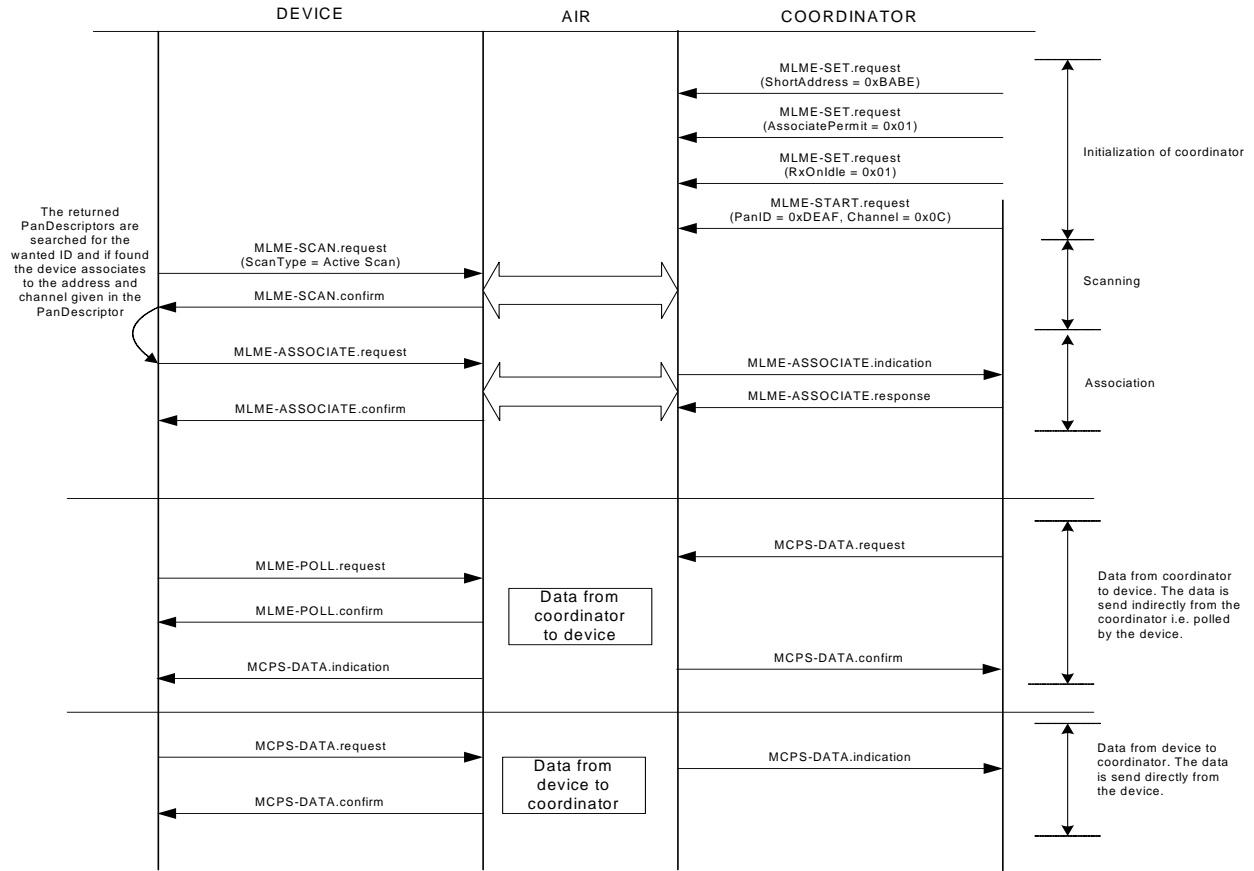 DEVICE
AIR
COORDINATOR
MLME-SET.request
(ShortAddress = 0xBABE)
MLME-SET.request
(AssociatePermit = 0x01)
MLME-SET.request
(RxOnIdle = 0x01)
MLME-START.request
(PanID = 0xDEAF, Channel = 0x0C)
Initialization of coordinator
The returned
PanDescriptors are
searched for the
wanted ID and if found
the device associates
to the address and
channel given in the
PanDescriptor
MLME-SCAN.request
(ScanType = Active Scan)
MLME-SCAN.confirm
Scanning
MLME-ASSOCIATE.request
MLME-ASSOCIATE.indication
MLME-ASSOCIATE.response
MLME-ASSOCIATE.confirm
Association
MCPS-DATA.request
MLME-POLL.request
MLME-POLL.confirm
MCPS-DATA.indication
Data from
coordinator
to device
MCPS-DATA.confirm
Data from coordinator
to device. The data is
send indirectly from the
coordinator i.e. polled
by the device.
MCPS-DATA.request
MCPS-DATA.confirm
Data from
device to
coordinator
MCPS-DATA.indication
Data from device to
coordinator. The data
is send directly from
the device.